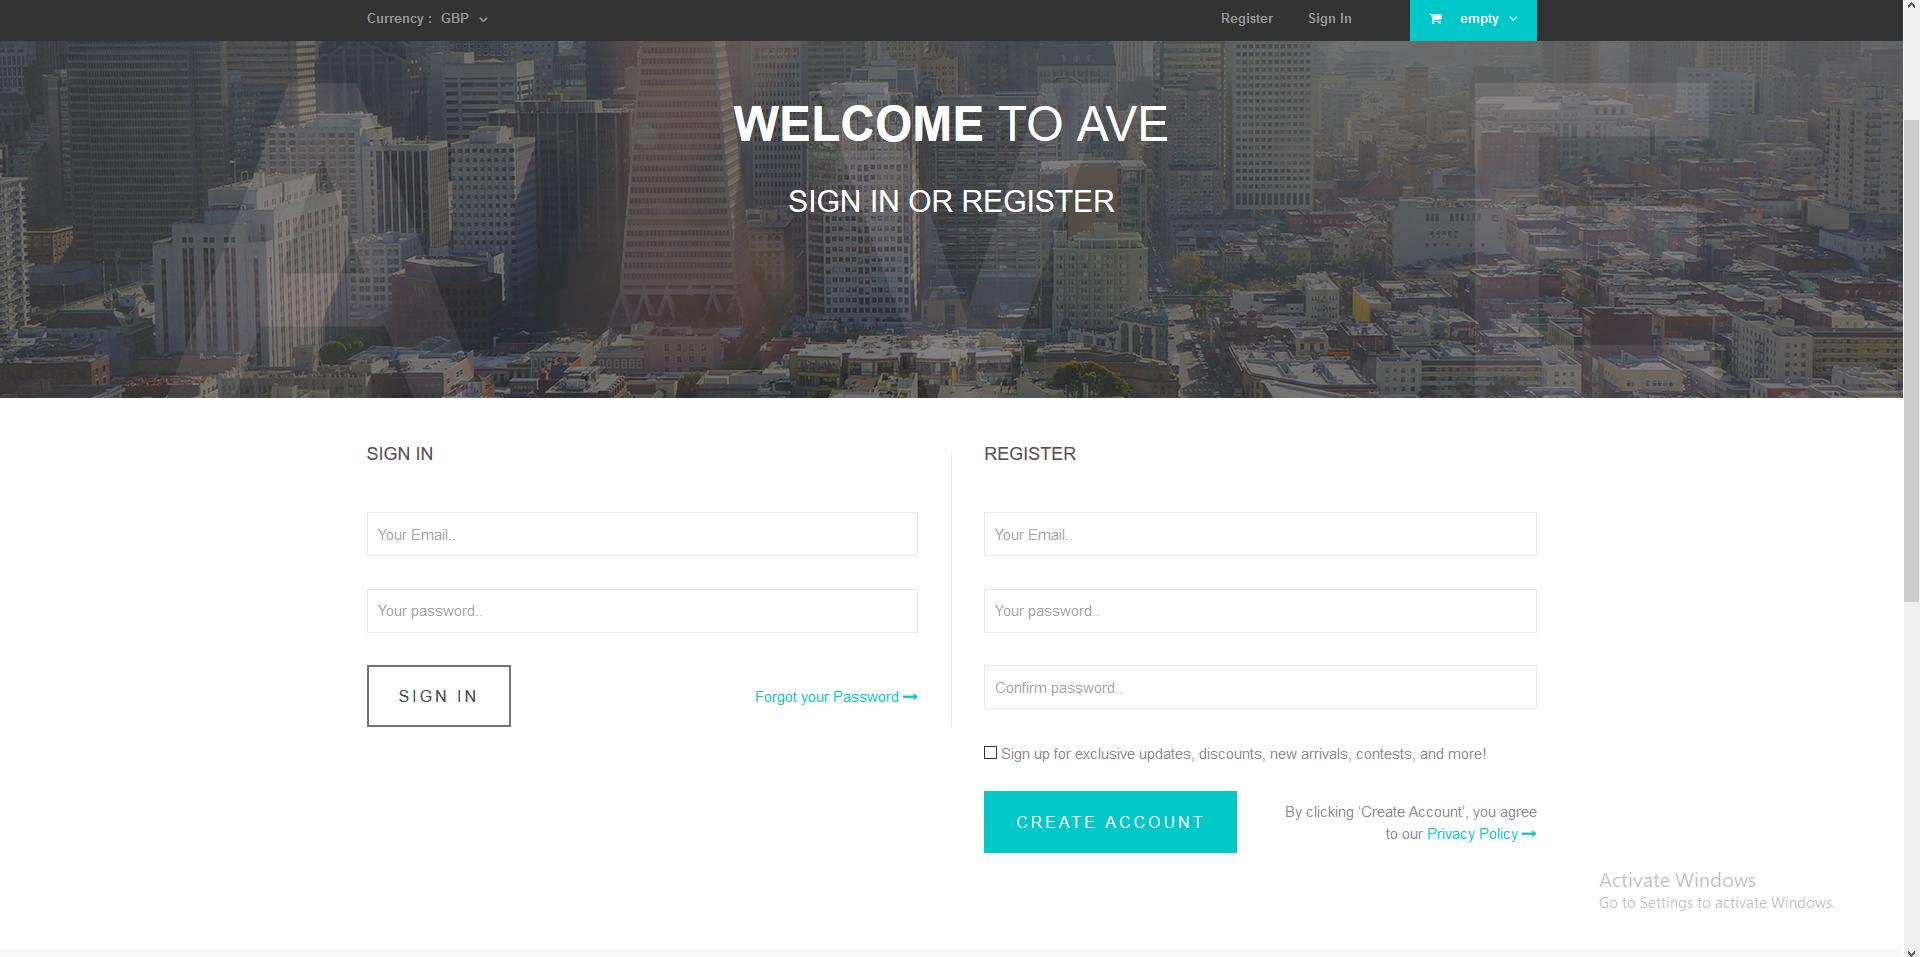 Currency : GBP
Register
Sign In
empty
WELCOME TO AVE
SIGN IN OR REGISTER
SIGN IN
Your Email..
Your password..
SIGN IN
Forgot your Password
REGISTER
Your Email..
Your password..
Confirm password..
Sign up for exclusive updates, discounts, new arrivals, contests, and more!
CREATE ACCOUNT
By clicking ‘Create Account’, you agree
to our Privacy Policy
Activate Windows
Go to Settings to activate Windows.